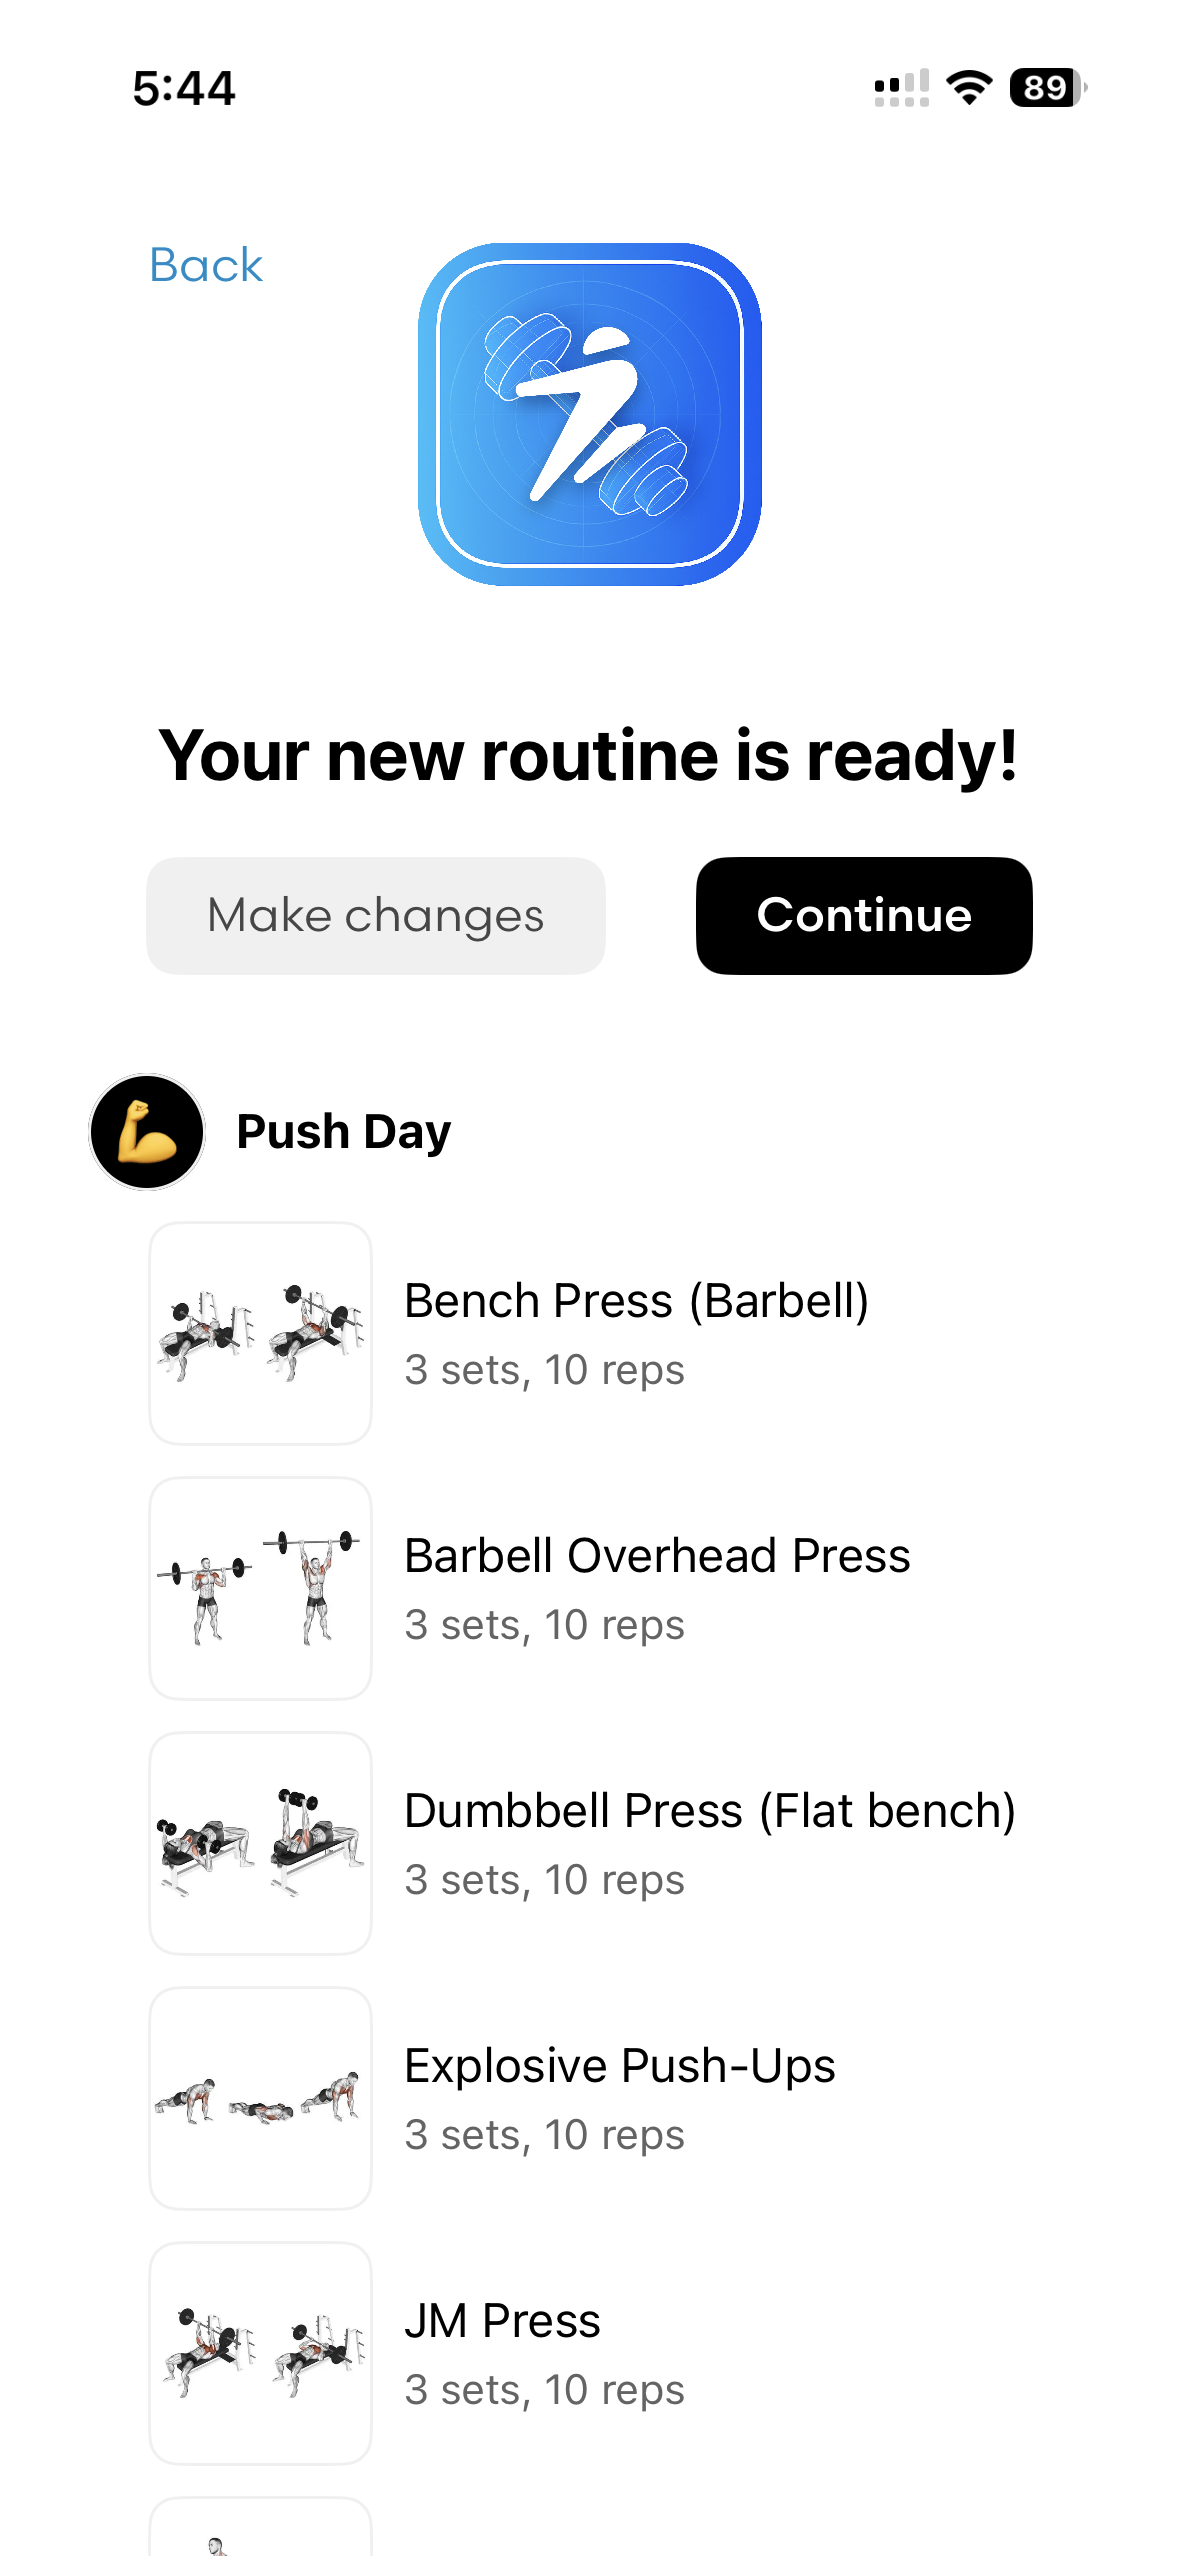 5:44
89
Back
Your new routine is ready!
Make changes
Continue
Push Day
Bench Press (Barbell)
3 sets, 10 reps
Barbell Overhead Press
3 sets, 10 reps
Dumbbell Press (Flat bench)
3 sets, 10 reps
Explosive Push-Ups
3 sets, 10 reps
JM Press
3 sets, 10 reps